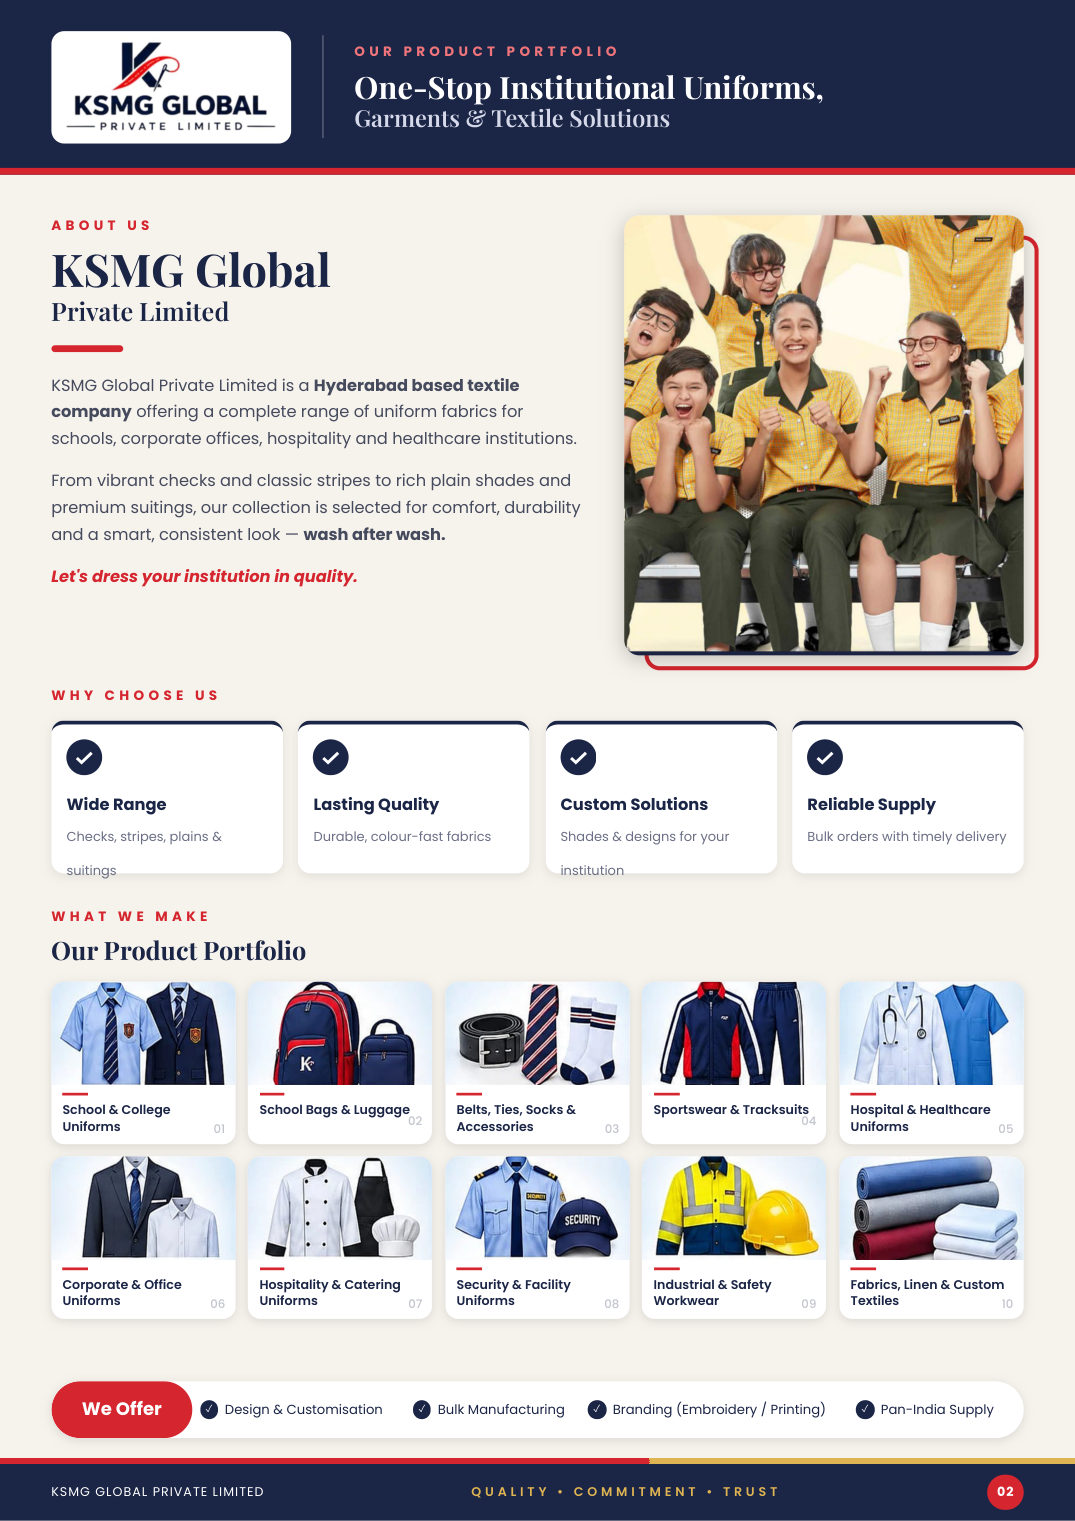 KSMG GLOBAL
PRIVATE LIMITED
OUR PRODUCT PORTFOLIO
One-Stop Institutional Uniforms,
Garments & Textile Solutions
ABOUT US
KSMG Global
Private Limited
KSMG Global Private Limited is a Hyderabad based textile
company offering a complete range of uniform fabrics for
schools, corporate offices, hospitality and healthcare institutions.
From vibrant checks and classic stripes to rich plain shades and
premium suitings, our collection is selected for comfort, durability
and a smart, consistent look — wash after wash.
Let's dress your institution in quality.
WHY CHOOSE US
Wide Range
Checks, stripes, plains &
suitings
Lasting Quality
Durable, colour-fast fabrics
Custom Solutions
Shades & designs for your
institution
Reliable Supply
Bulk orders with timely delivery
WHAT WE MAKE
Our Product Portfolio
School & College
Uniforms
01
K
School Bags & Luggage
02
Belts, Ties, Socks &
Accessories
03
Sportswear & Tracksuits
04
Hospital & Healthcare
Uniforms
05
Corporate & Office
Uniforms
06
Hospitality & Catering
Uniforms
07
SECURITY
SECURITY
Security & Facility
Uniforms
08
Industrial & Safety
Workwear
09
Fabrics, Linen & Custom
Textiles
10
We Offer
Design & Customisation
Bulk Manufacturing
Branding (Embroidery / Printing)
Pan-India Supply
KSMG GLOBAL PRIVATE LIMITED
QUALITY • COMMITMENT • TRUST
02